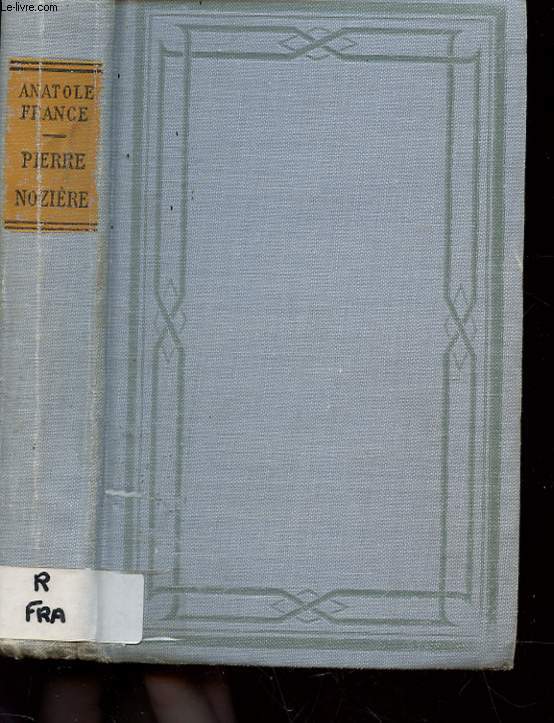 Le-livre.com
ANATOLE
FRANCE
PIERRE
NOZIÈRE
R
FRA